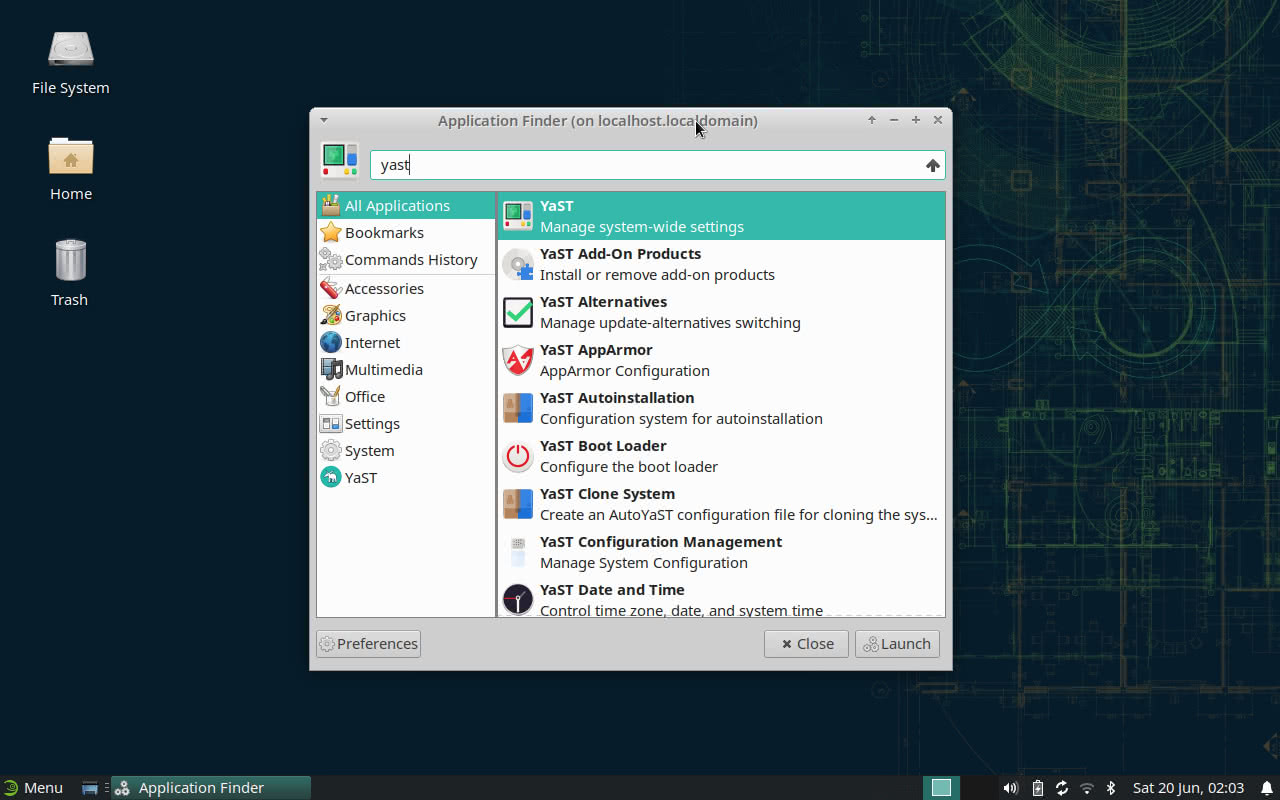 File System
Home
Trash
Application Finder (on localhost.localdomain)
yast
All Applications
Bookmarks
Commands History
Accessories
Graphics
Internet
Multimedia
Office
Settings
System
YaST
YaST
Manage system-wide settings
YaST Add-On Products
Install or remove add-on products
YaST Alternatives
Manage update-alternatives switching
YaST AppArmor
AppArmor Configuration
YaST Autoinstallation
Configuration system for autoinstallation
YaST Boot Loader
Configure the boot loader
YaST Clone System
Create an AutoYaST configuration file for cloning the sys...
YaST Configuration Management
Manage System Configuration
YaST Date and Time
Control time zone, date, and system time
Preferences
Close
Launch
Menu
Application Finder
Sat 20 Jun, 02:03